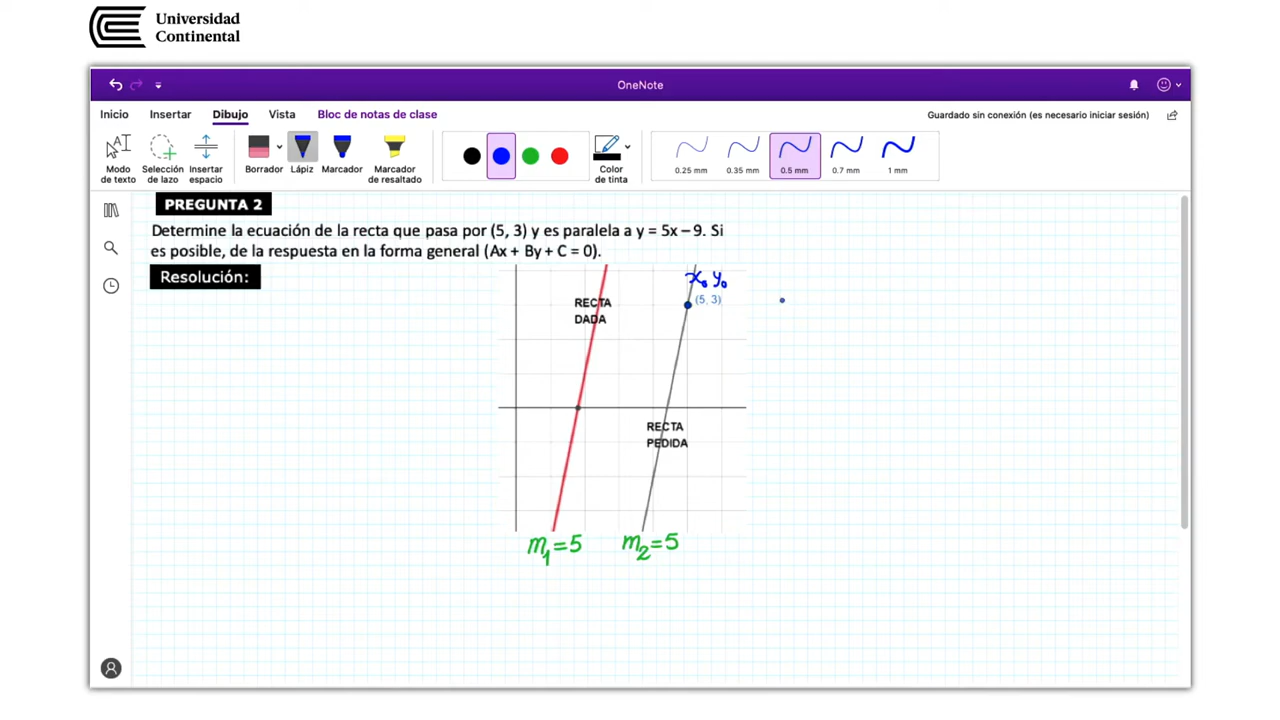 Universidad
Continental
OneNote
Inicio
Insertar
Dibujo
Vista
Bloc de notas de clase
Guardado sin conexión (es necesario iniciar sesión)
Modo
de texto
Selección
de lazo
Insertar
espacio
Borrador
Lápiz
Marcador
Marcador
de resaltado
Color
de tinta
0.25 mm
0.35 mm
0.5 mm
0.7 mm
1 mm
PREGUNTA 2
Determine la ecuación de la recta que pasa por (5, 3) y es paralela a y = 5x – 9. Si
es posible, de la respuesta en la forma general (Ax + By + C = 0).
Resolución:
x₀ y₀
(5, 3)
RECTA
DADA
RECTA
PEDIDA
m₁=5
m₂=5